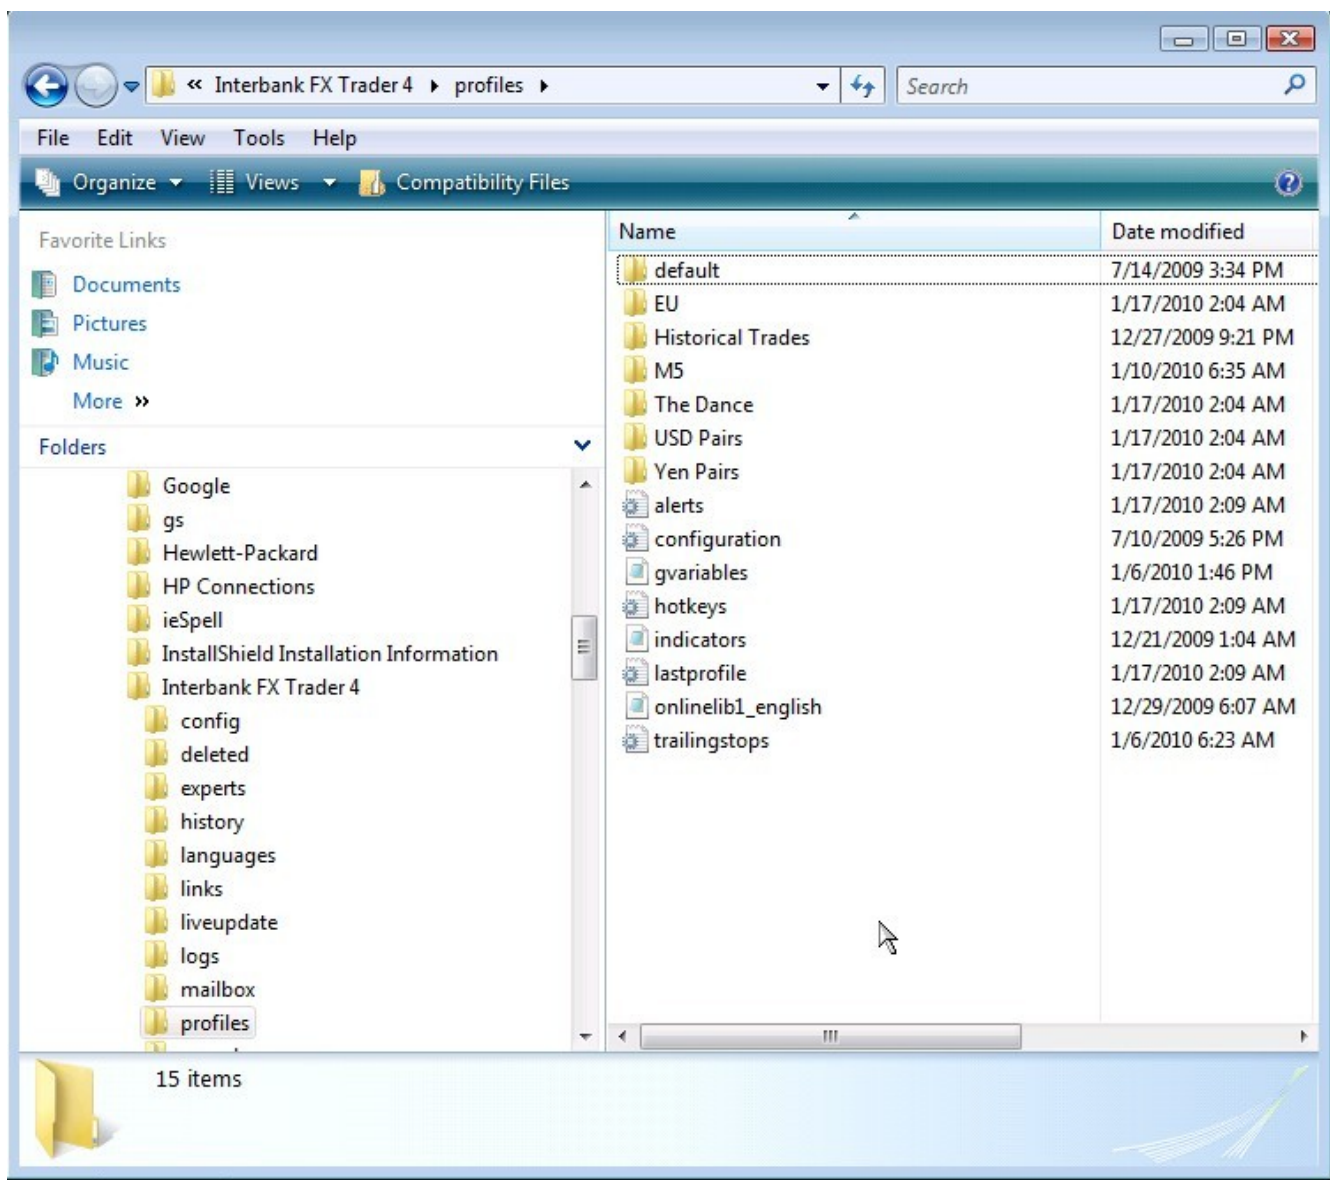 « Interbank FX Trader 4 ▸ profiles ▸ Search
File Edit View Tools Help
Organize Views Compatibility Files
Favorite Links
Documents
Pictures
Music
More »
Folders
Google
gs
Hewlett-Packard
HP Connections
ieSpell
InstallShield Installation Information
Interbank FX Trader 4
config
deleted
experts
history
languages
links
liveupdate
logs
mailbox
profiles
Name Date modified
default 7/14/2009 3:34 PM
EU 1/17/2010 2:04 AM
Historical Trades 12/27/2009 9:21 PM
M5 1/10/2010 6:35 AM
The Dance 1/17/2010 2:04 AM
USD Pairs 1/17/2010 2:04 AM
Yen Pairs 1/17/2010 2:04 AM
alerts 1/17/2010 2:09 AM
configuration 7/10/2009 5:26 PM
gvariables 1/6/2010 1:46 PM
hotkeys 1/17/2010 2:09 AM
indicators 12/21/2009 1:04 AM
lastprofile 1/17/2010 2:09 AM
onlinelib1_english 12/29/2009 6:07 AM
trailingstops 1/6/2010 6:23 AM
15 items